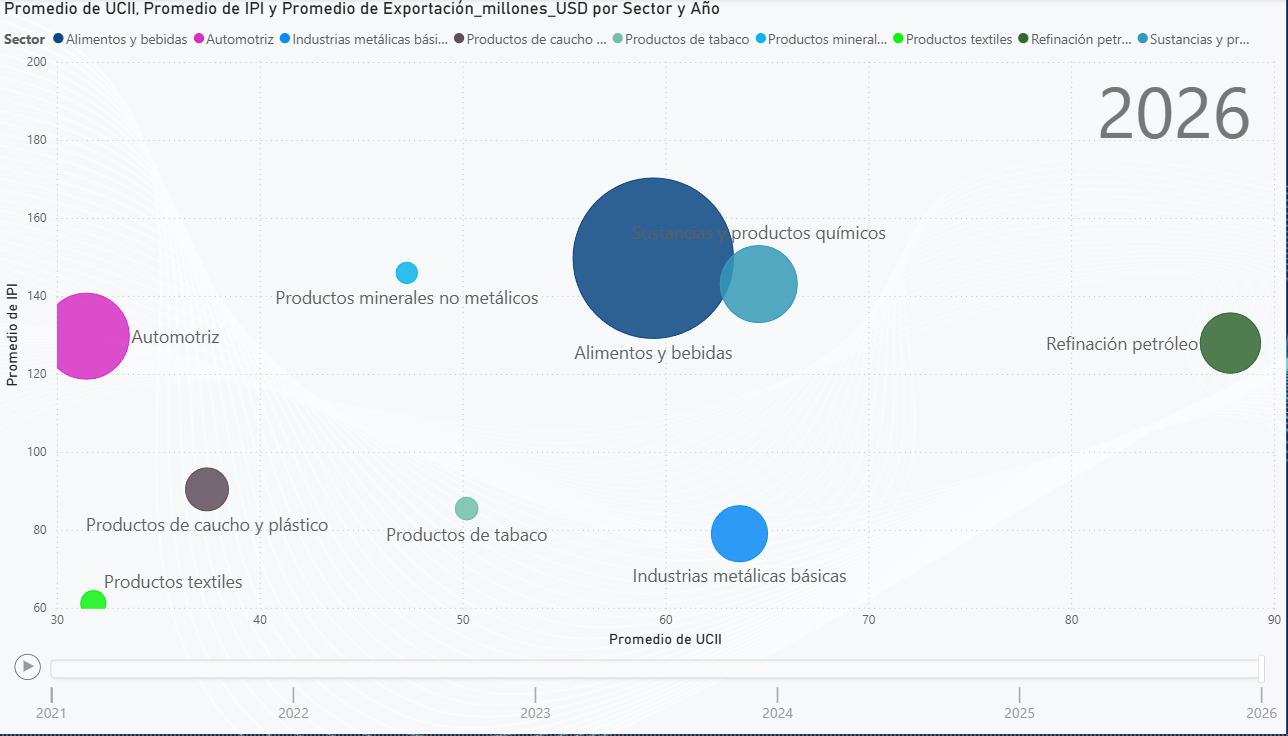 Promedio de UCII, Promedio de IPI y Promedio de Exportación_millones_USD por Sector y Año
Sector Alimentos y bebidas Automotriz Industrias metálicas bási... Productos de caucho ... Productos de tabaco Productos mineral... Productos textiles Refinación petr... Sustancias y pr...
200
2026
180
160
Sustancias y productos químicos
140
Productos minerales no metálicos
Automotriz
Refinación petróleo
Alimentos y bebidas
120
Promedio de IPI
100
Productos de caucho y plástico
80
Productos de tabaco
Industrias metálicas básicas
Productos textiles
60
30 40 50 60 70 80 90
Promedio de UCII
2021 2022 2023 2024 2025 2026